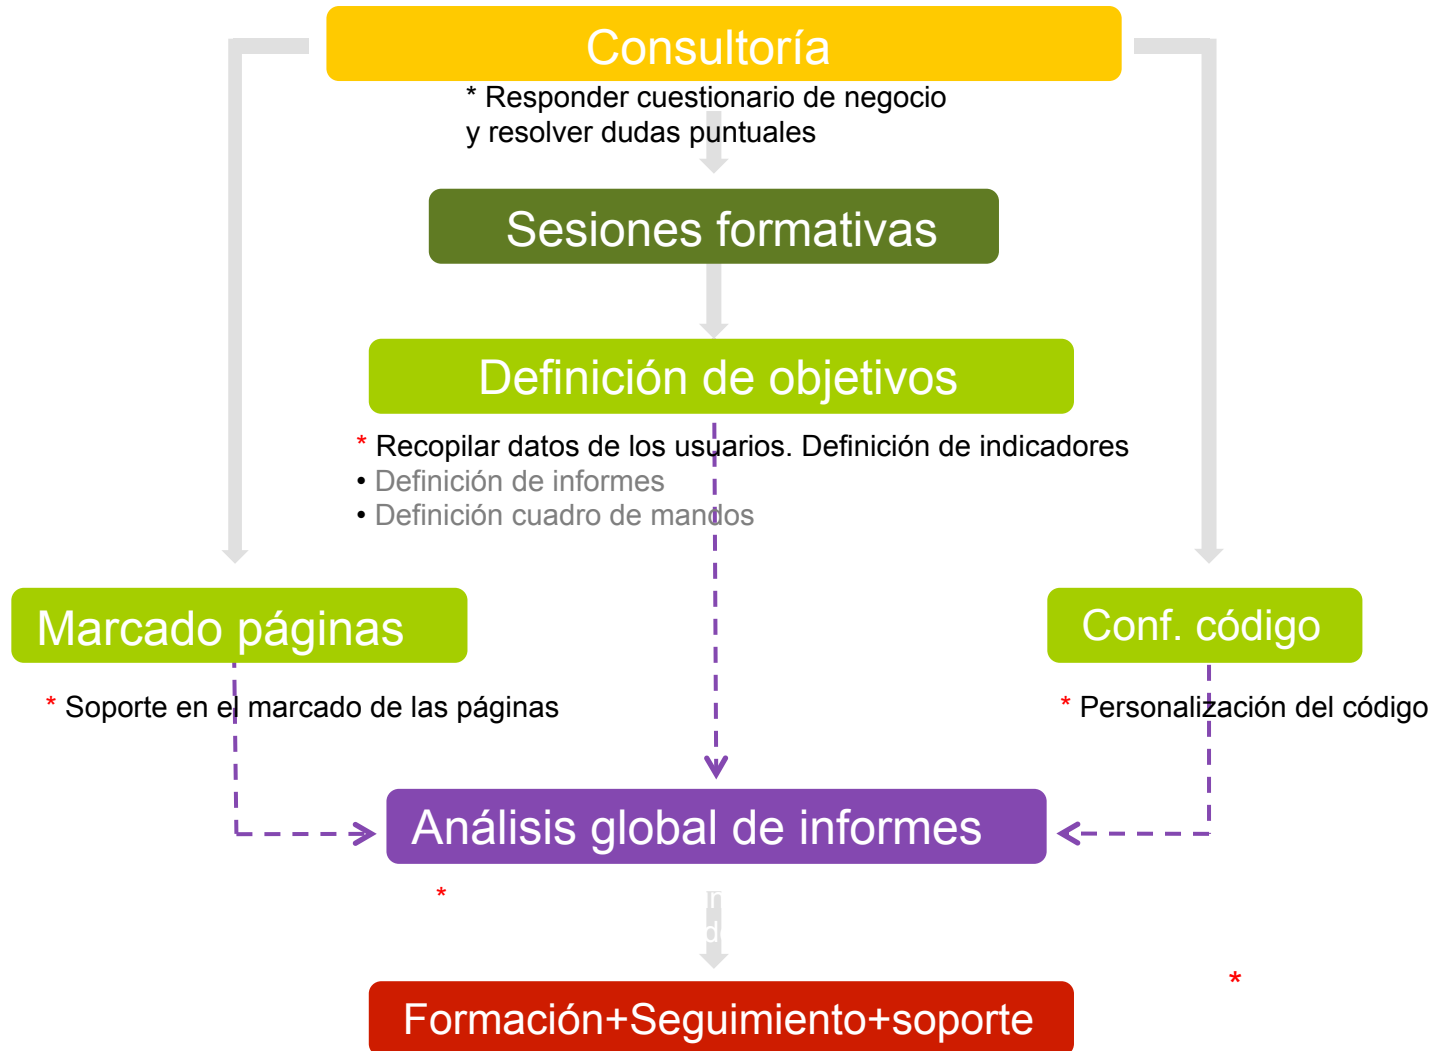 Consultoría
* Responder cuestionario de negocio
y resolver dudas puntuales
Sesiones formativas
Definición de objetivos
* Recopilar datos de los usuarios. Definición de indicadores
• Definición de informes
• Definición cuadro de mandos
Marcado páginas
Conf. código
* Soporte en el marcado de las páginas
* Personalización del código
Análisis global de informes
*
*
Formación+Seguimiento+soporte